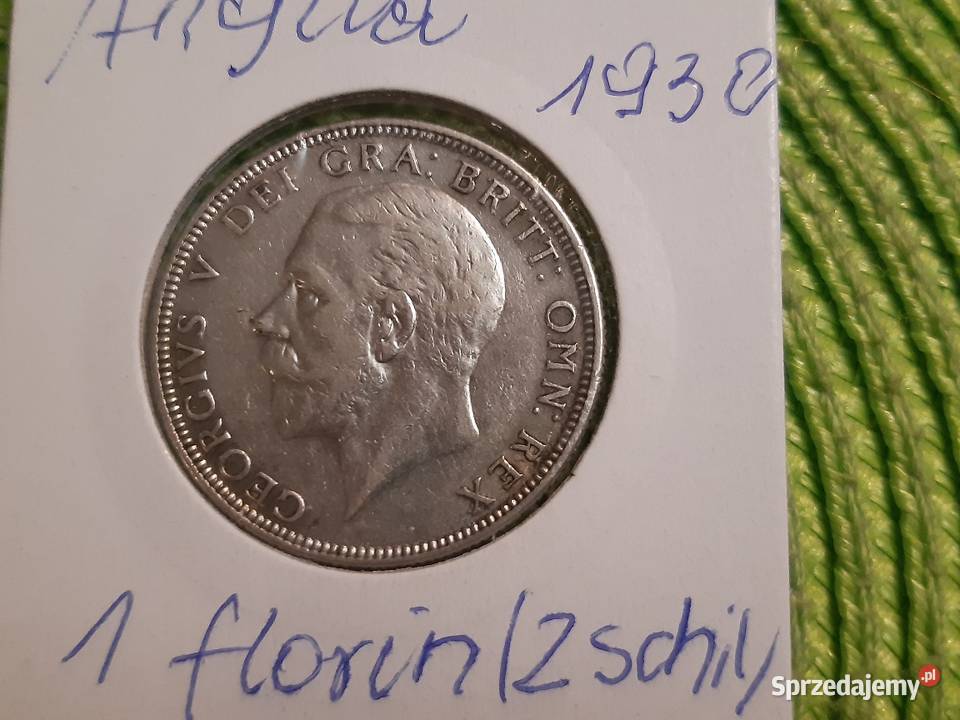 Anglia
1930
GEORGIVS V DEI GRA: BRITT: OMN: REX
1 florin (2 schil)
Sprzedajemy.pl